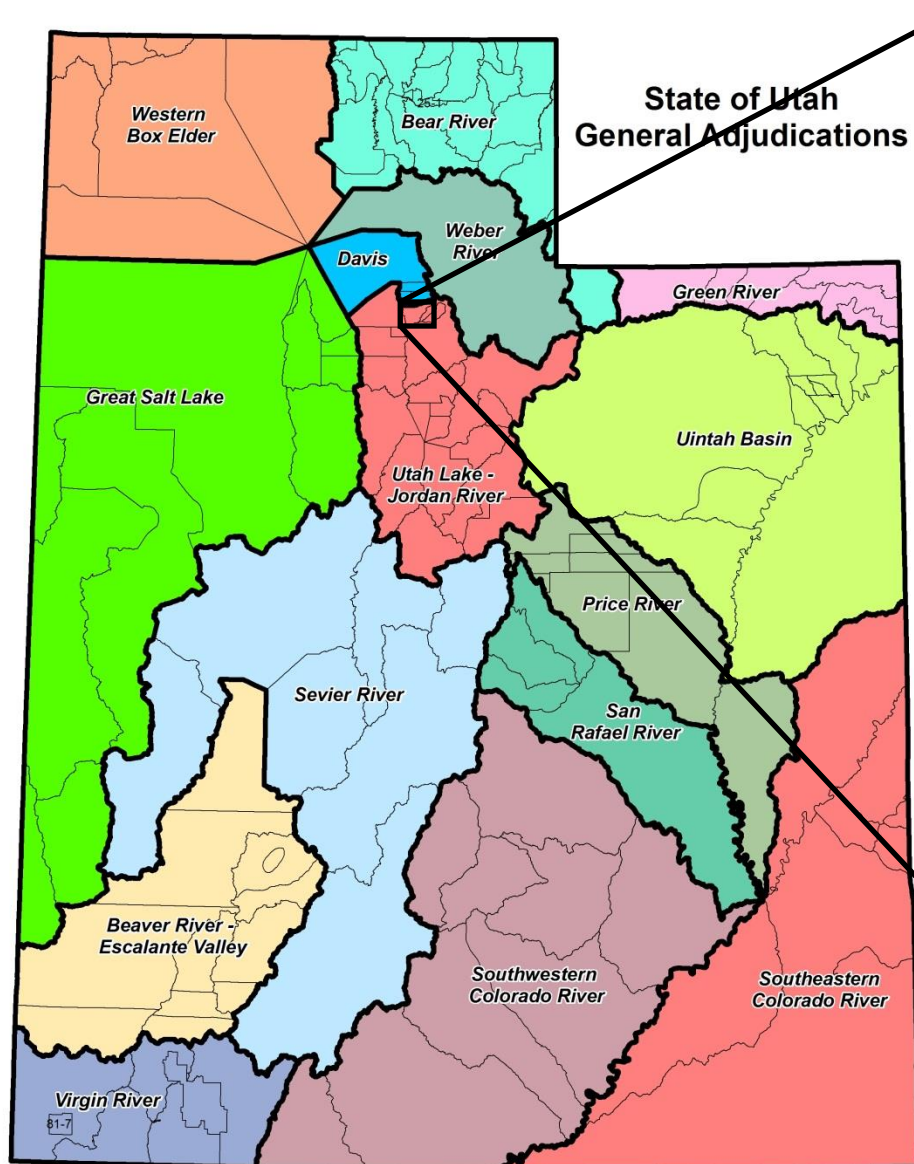 State of Utah
General Adjudications
Western
Box Elder
Bear River
Weber
River
Davis
Green River
Great Salt Lake
Uintah Basin
Utah Lake -
Jordan River
Price River
Sevier River
San
Rafael River
Beaver River -
Escalante Valley
Southwestern
Colorado River
Southeastern
Colorado River
Virgin River
81-7